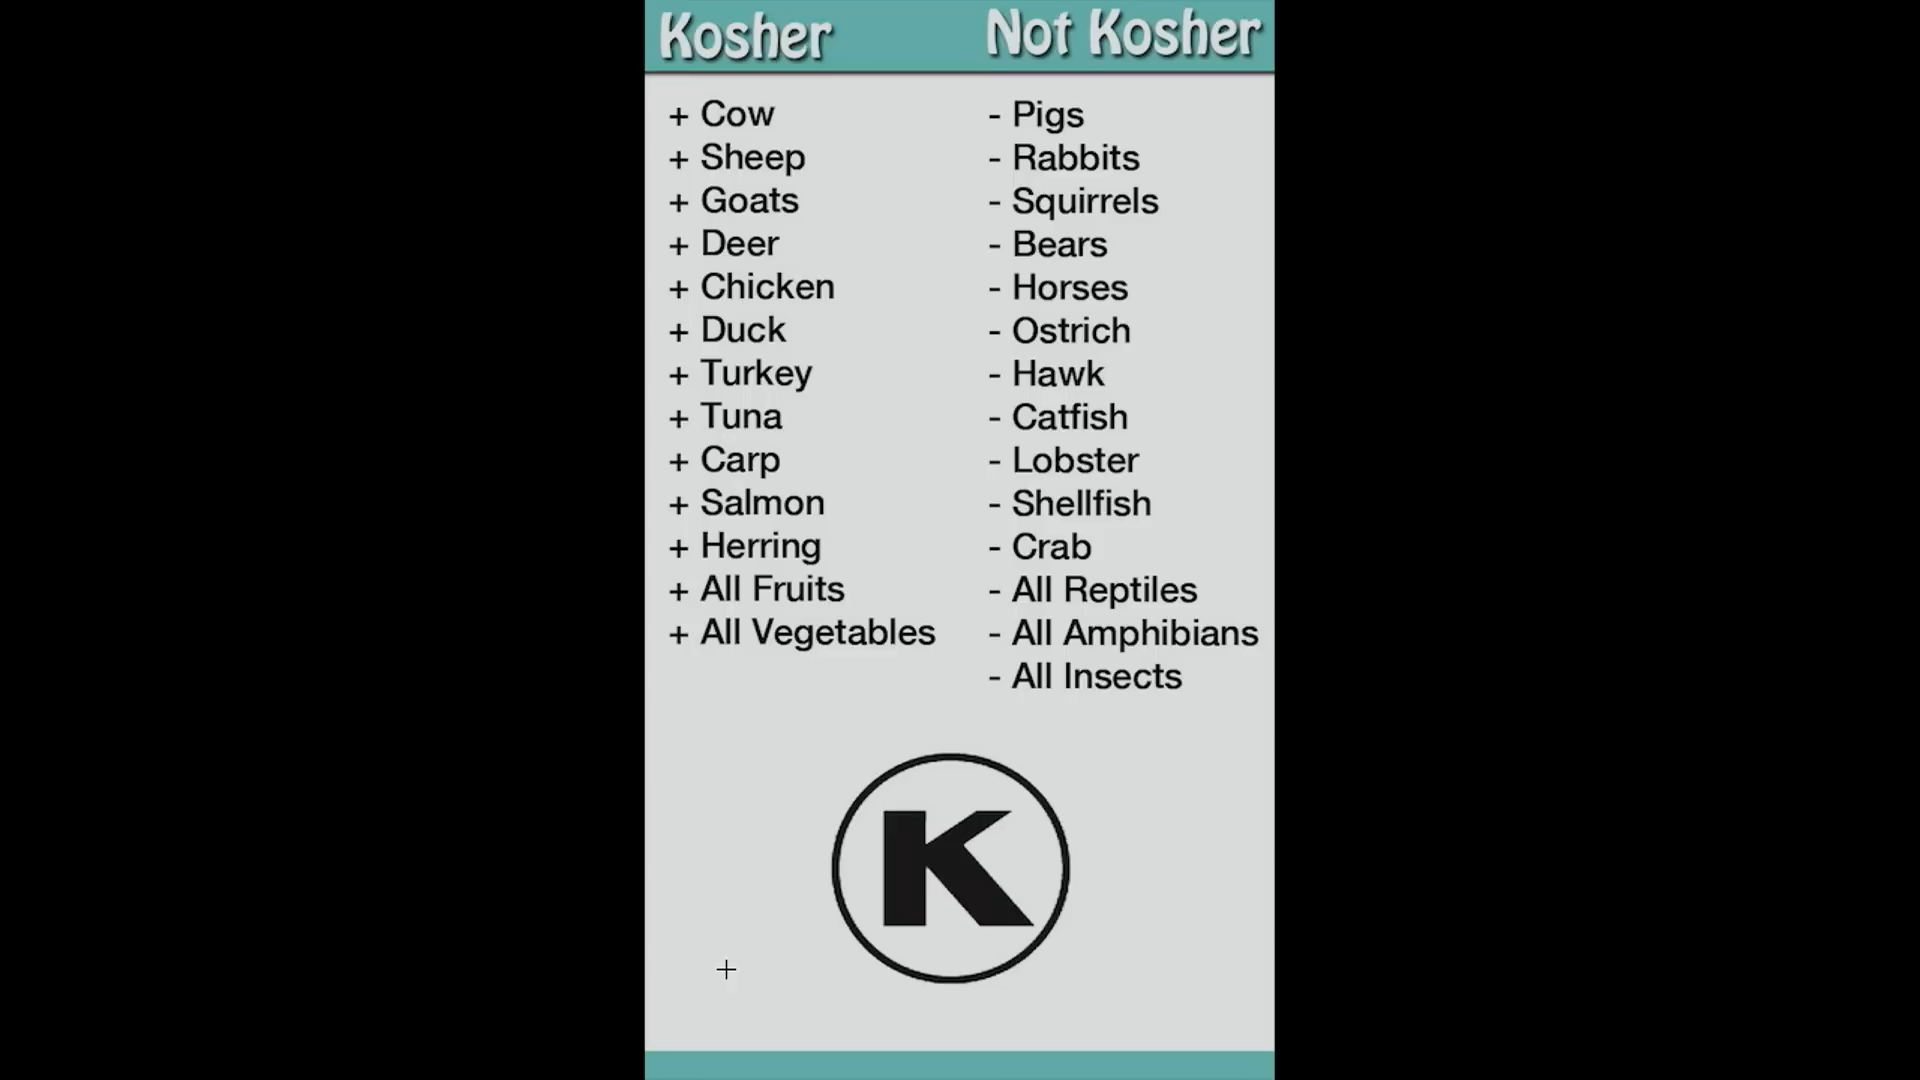 Kosher Not Kosher
+ Cow - Pigs
+ Sheep - Rabbits
+ Goats - Squirrels
+ Deer - Bears
+ Chicken - Horses
+ Duck - Ostrich
+ Turkey - Hawk
+ Tuna - Catfish
+ Carp - Lobster
+ Salmon - Shellfish
+ Herring - Crab
+ All Fruits - All Reptiles
+ All Vegetables - All Amphibians
- All Insects
K